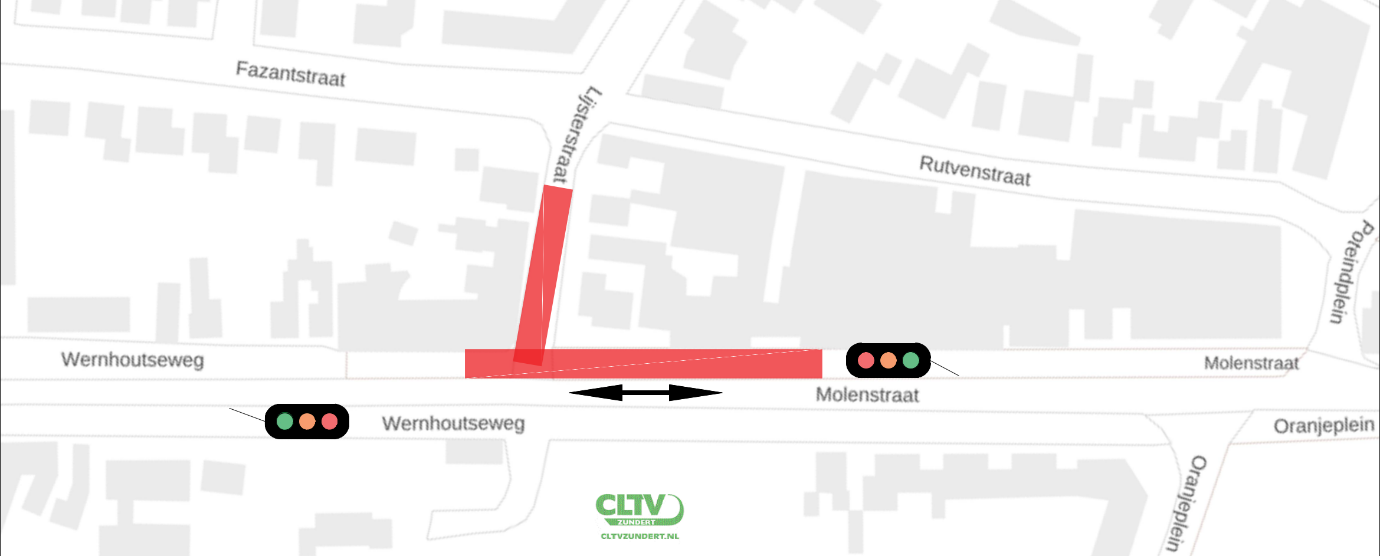 Fazantstraat
Lijsterstraat
Rutvenstraat
Poteindplein
Wernhoutseweg
Molenstraat
Molenstraat
Wernhoutseweg
Oranjeplein
Oranjeplein
CLTV
ZUNDERT
CLTVZUNDERT.NL